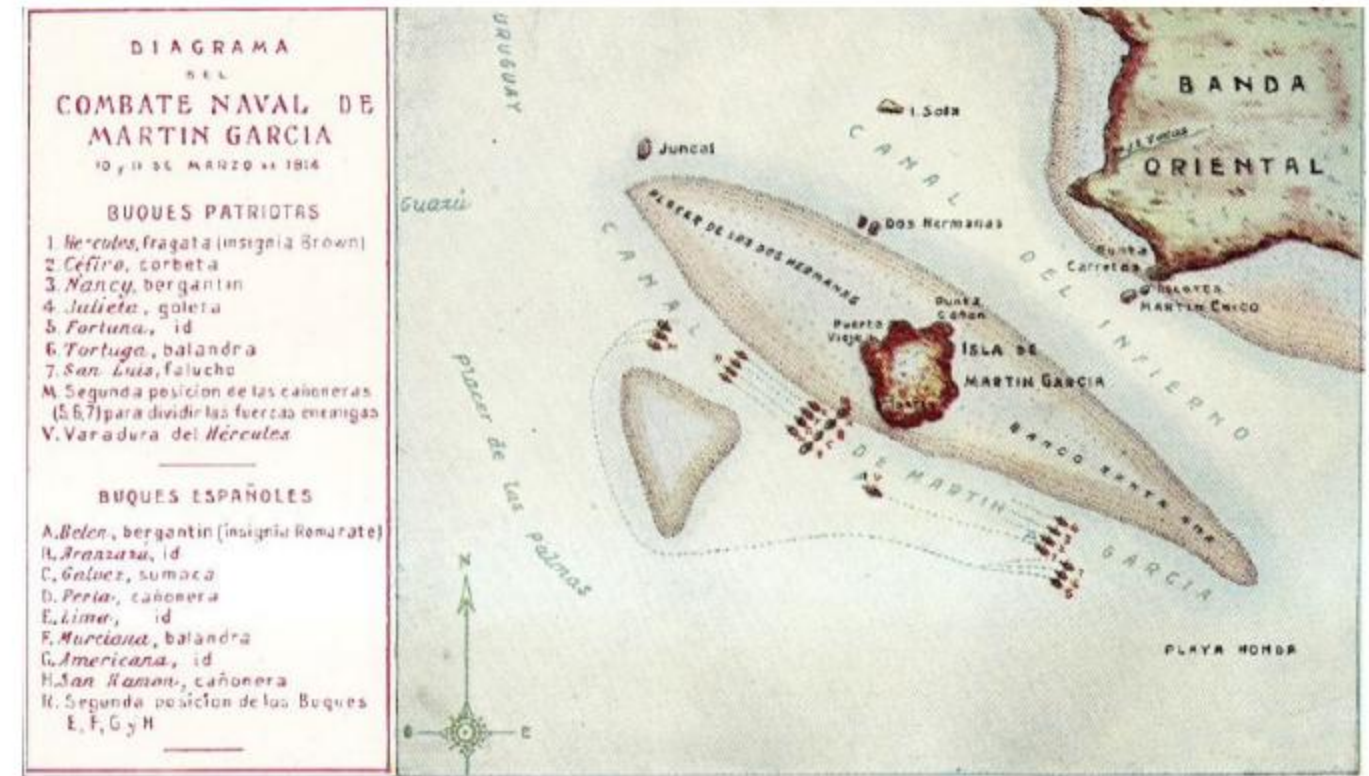 DIAGRAMA
DEL
COMBATE NAVAL DE
MARTIN GARCIA
10 y 11 DE MARZO DE 1814
BUQUES PATRIOTAS
1. Hercules, fragata (insignia Brown)
2. Céfiro, corbeta
3. Nancy, bergantin
4. Julieta, goleta
5. Fortuna, id
6. Tortuga, balandra
7. San Luis, falucho
M. Segunda posicion de las cañoneras
(5,6,7) para dividir las fuerzas enemigas
V. Varadura del Hércules
BUQUES ESPAÑOLES
A. Belen, bergantin (insignia Romarate)
B. Aranzazu, id
C. Galvez, sumaca
D. Perla, cañonera
E. Lima, id
F. Murciana, balandra
G. Americana, id
H. San Ramon, cañonera
R. Segunda posicion de los Buques
E, F, G y H
URUGUAY
Guazú
Juncal
I. Sola
CANAL
DEL INFIERNO
BANDA
ORIENTAL
PLACER DE LAS DOS HERMANAS
Dos Hermanas
Punta
Carretas
Islotes
MARTIN CHICO
Punta
Cañon
Puerto
Viejo
ISLA DE
MARTIN GARCIA
CANAL
DE MARTIN GARCIA
BANCO SANTA ANA
placer de las palmas
PLAYA HONDA
N
O
E